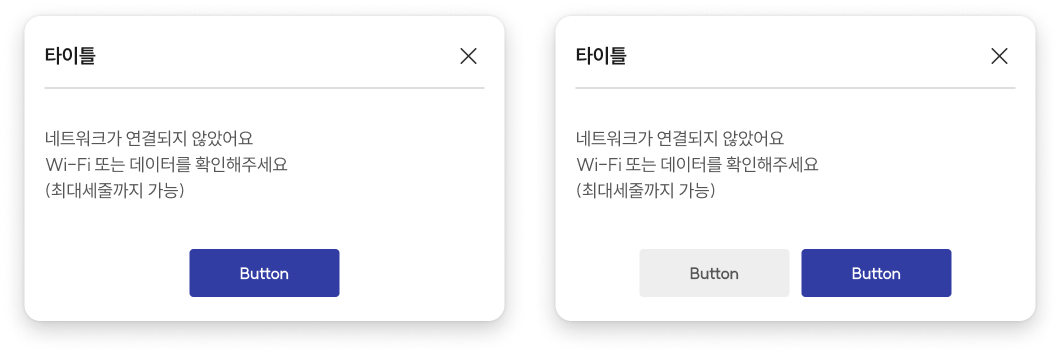 타이틀
네트워크가 연결되지 않았어요
Wi-Fi 또는 데이터를 확인해주세요
(최대세줄까지 가능)
Button
타이틀
네트워크가 연결되지 않았어요
Wi-Fi 또는 데이터를 확인해주세요
(최대세줄까지 가능)
Button
Button